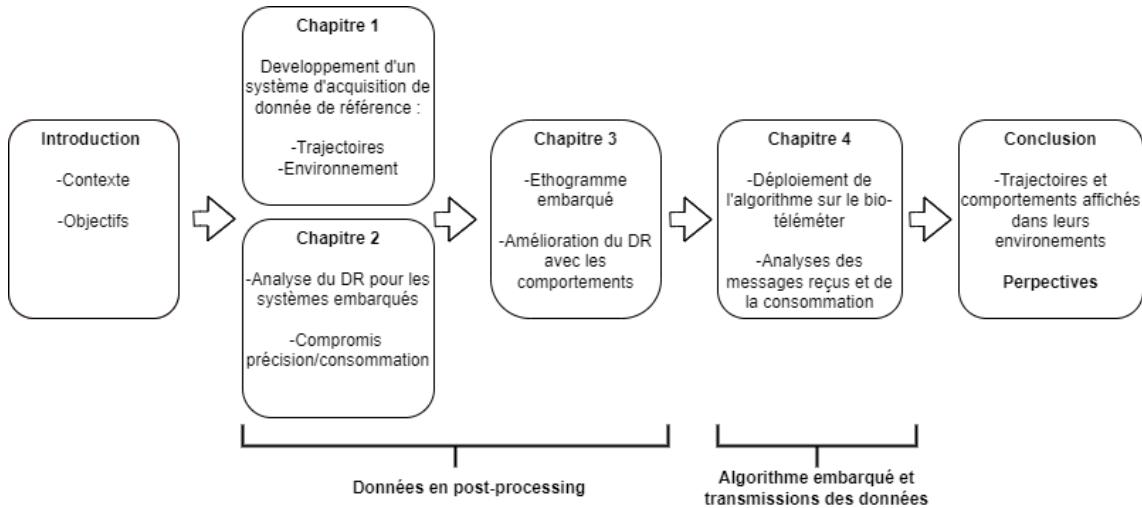 Introduction
-Contexte
-Objectifs
Chapitre 1
Developpement d'un
système d'acquisition de
donnée de référence :
-Trajectoires
-Environnement
Chapitre 2
-Analyse du DR pour les
systèmes embarqués
-Compromis
précision/consommation
Chapitre 3
-Ethogramme
embarqué
-Amélioration du DR
avec les
comportements
Chapitre 4
-Déploiement de
l'algorithme sur le bio-
téléméter
-Analyses des
messages reçus et de
la consommation
Conclusion
-Trajectoires et
comportements affichés
dans leurs
environements
Perpectives
Données en post-processing
Algorithme embarqué et
transmissions des données